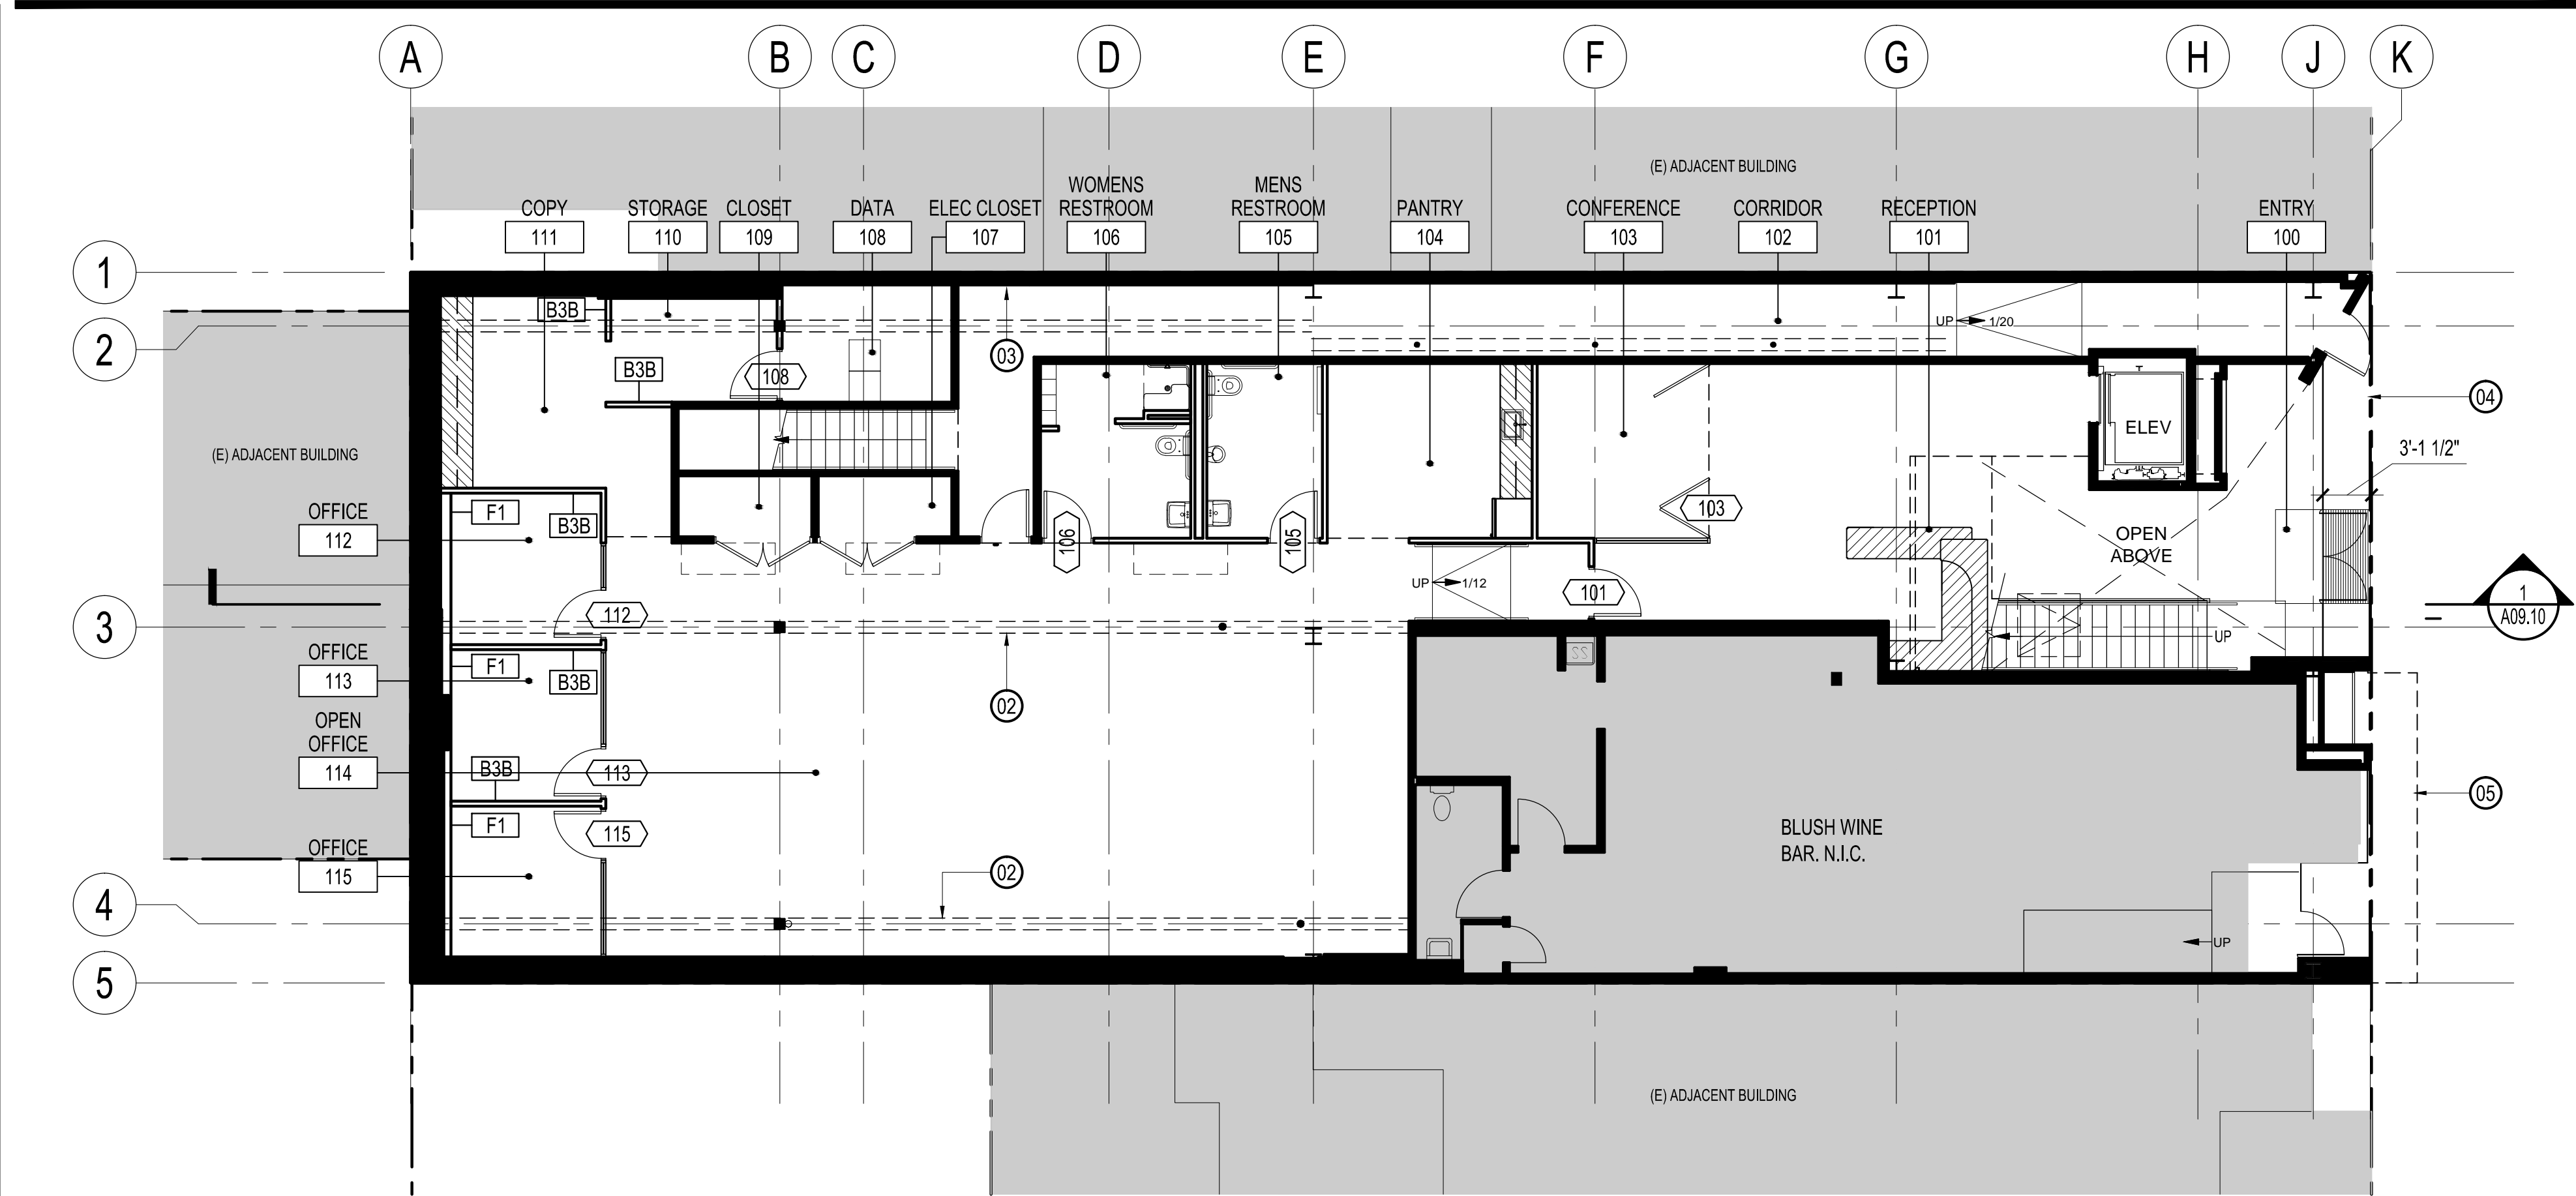 A B C D E F G H J K
(E) ADJACENT BUILDING
WOMENS MENS
COPY STORAGE CLOSET DATA ELEC CLOSET RESTROOM RESTROOM PANTRY CONFERENCE CORRIDOR RECEPTION ENTRY
111 110 109 108 107 106 105 104 103 102 101 100
1
B3B
UP 1/20
2
03
B3B
108
04
ELEV
3'-1 1/2"
(E) ADJACENT BUILDING
OFFICE
112
F1
B3B
103
106
105
OPEN
ABOVE
UP 1/12
101
112
1
A09.10
3
UP
OFFICE
113
F1
B3B
SS
02
OPEN
OFFICE
114
B3B
113
05
F1
115
BLUSH WINE
BAR. N.I.C.
OFFICE
115
02
4
UP
5
(E) ADJACENT BUILDING